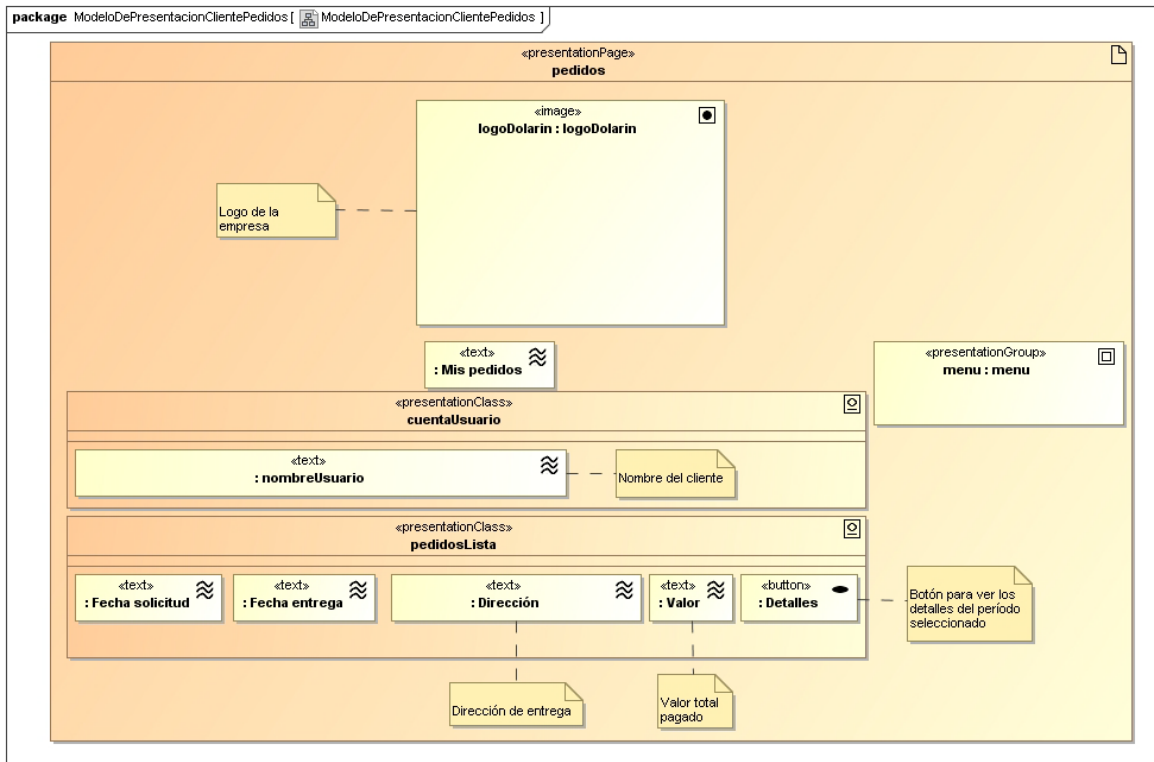 package ModeloDePresentacionClientePedidos [ ModeloDePresentacionClientePedidos ]
«presentationPage»
pedidos
«image»
logoDolarin : logoDolarin
Logo de la
empresa
«text»
: Mis pedidos
«presentationGroup»
menu : menu
«presentationClass»
cuentaUsuario
«text»
: nombreUsuario
Nombre del cliente
«presentationClass»
pedidosLista
«text»
: Fecha solicitud
«text»
: Fecha entrega
«text»
: Dirección
«text»
: Valor
«button»
: Detalles
Botón para ver los
detalles del período
seleccionado
Dirección de entrega
Valor total
pagado